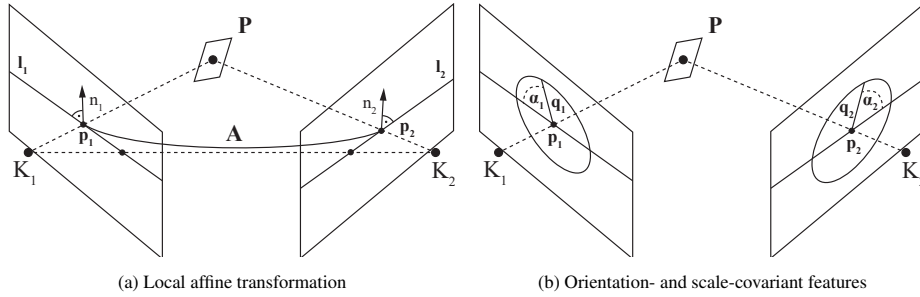 P
l₁
l₂
n₁
n₂
p₁
p₂
A
K₁
K₂
(a) Local affine transformation
P
α₁
q₁
q₂
α₂
p₁
p₂
K₁
(b) Orientation- and scale-covariant features